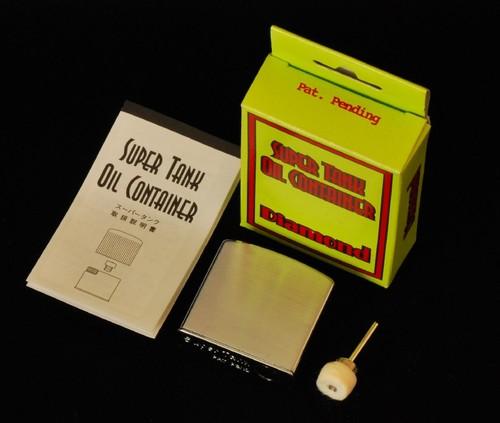 SUPER TANK
OIL CONTAINER
スーパータンク
取扱説明書
Pat. Pending
SUPER TANK
OIL CONTAINER
Diamond